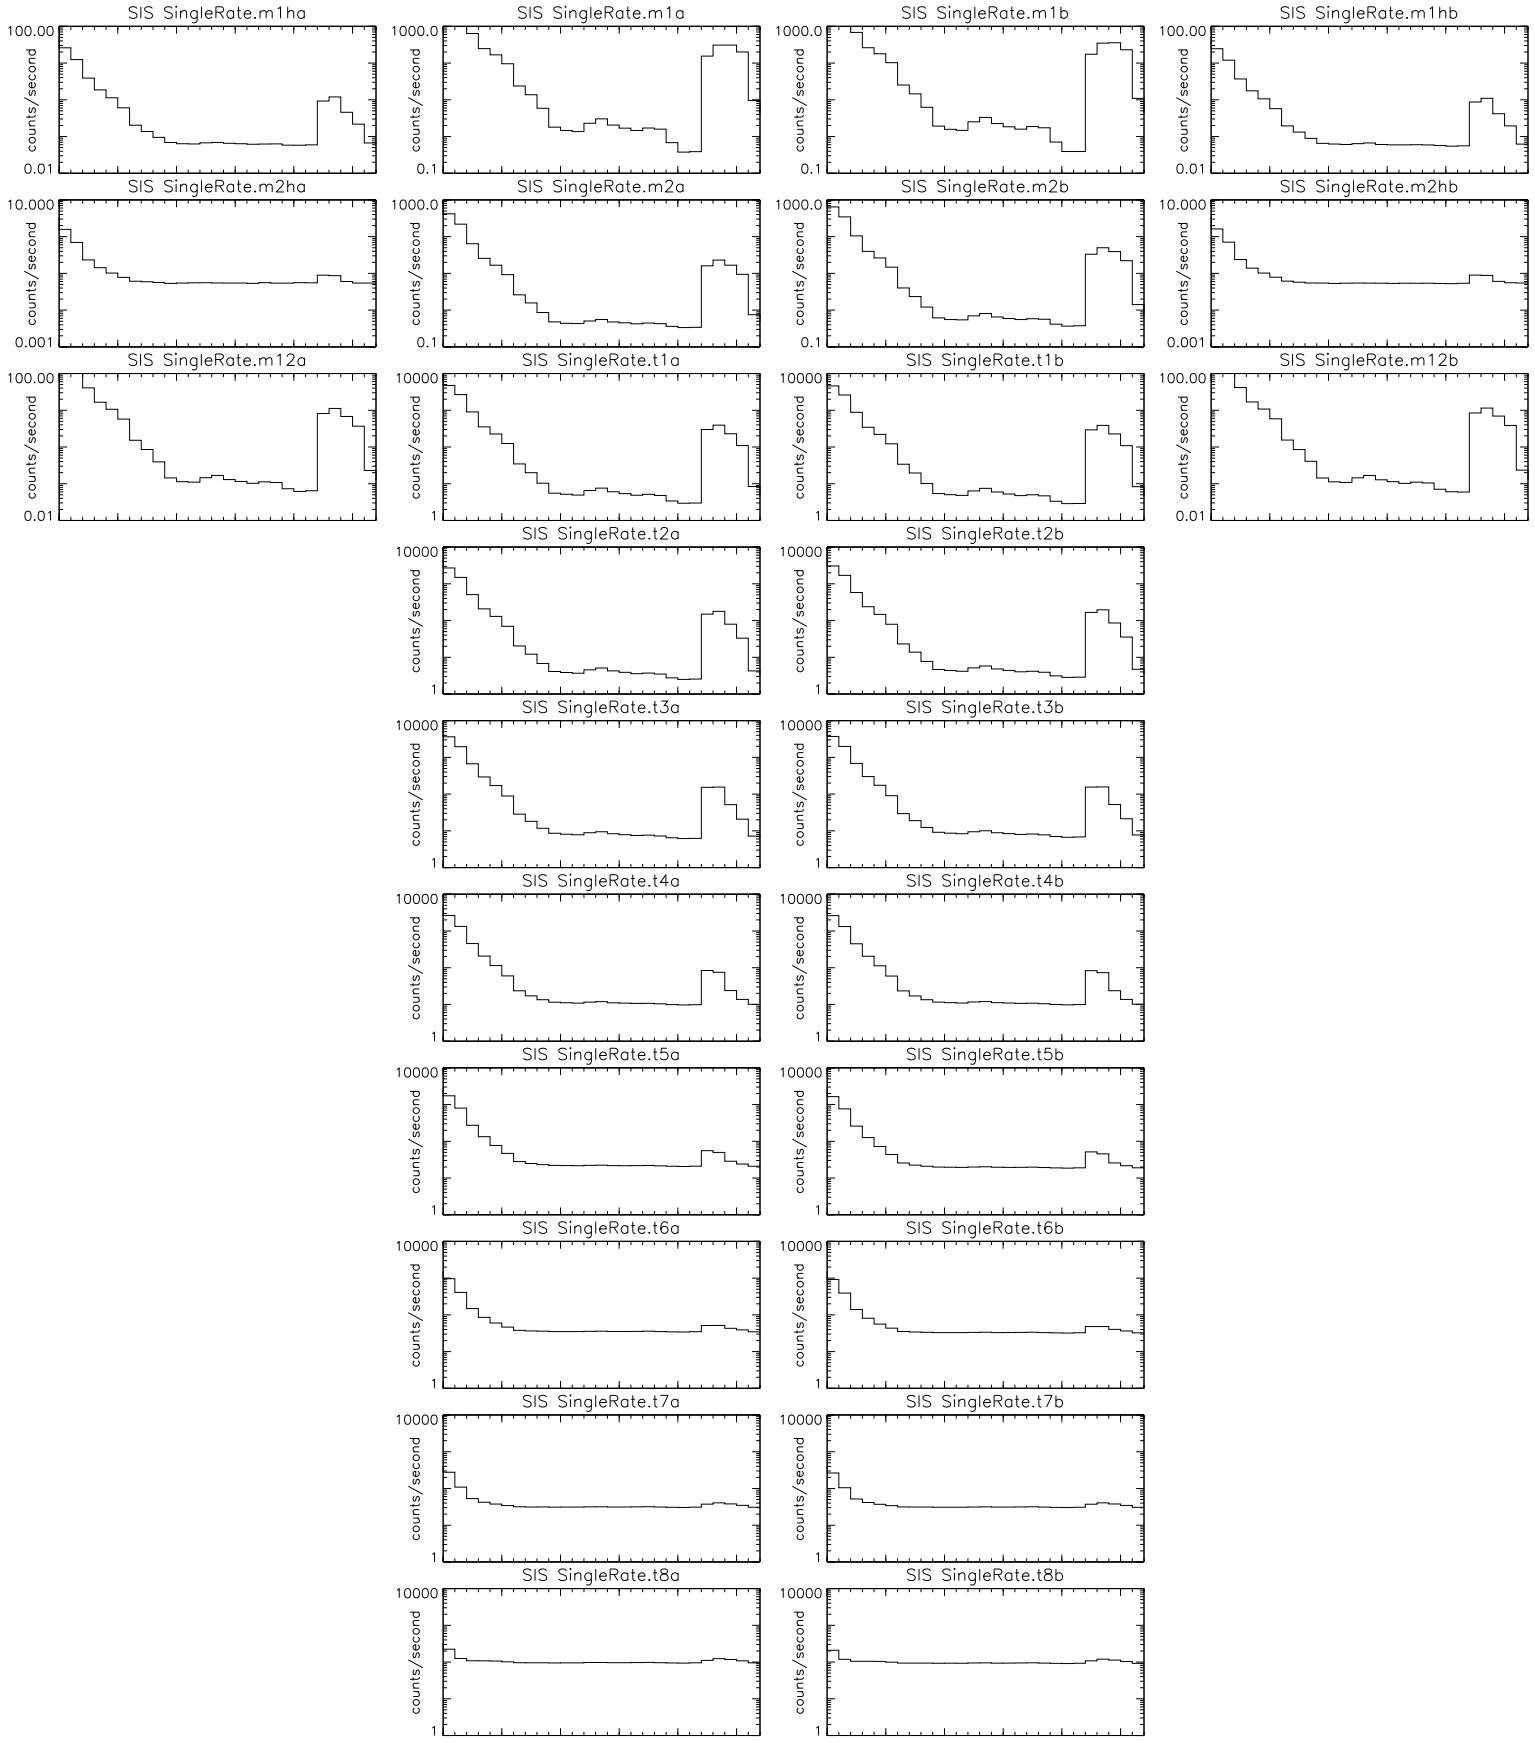 SIS SingleRate.m1ha
100.00
counts/second
0.01
SIS SingleRate.m1a
1000.0
counts/second
0.1
SIS SingleRate.m1b
1000.0
counts/second
0.1
SIS SingleRate.m1hb
100.00
counts/second
0.01
SIS SingleRate.m2ha
10.000
counts/second
0.001
SIS SingleRate.m2a
1000.0
counts/second
0.1
SIS SingleRate.m2b
1000.0
counts/second
0.1
SIS SingleRate.m2hb
10.000
counts/second
0.001
SIS SingleRate.m12a
100.00
counts/second
0.01
SIS SingleRate.t1a
10000
counts/second
1
SIS SingleRate.t1b
10000
counts/second
1
SIS SingleRate.m12b
100.00
counts/second
0.01
SIS SingleRate.t2a
10000
counts/second
1
SIS SingleRate.t2b
10000
counts/second
1
SIS SingleRate.t3a
10000
counts/second
1
SIS SingleRate.t3b
10000
counts/second
1
SIS SingleRate.t4a
10000
counts/second
1
SIS SingleRate.t4b
10000
counts/second
1
SIS SingleRate.t5a
10000
counts/second
1
SIS SingleRate.t5b
10000
counts/second
1
SIS SingleRate.t6a
10000
counts/second
1
SIS SingleRate.t6b
10000
counts/second
1
SIS SingleRate.t7a
10000
counts/second
1
SIS SingleRate.t7b
10000
counts/second
1
SIS SingleRate.t8a
10000
counts/second
1
SIS SingleRate.t8b
10000
counts/second
1